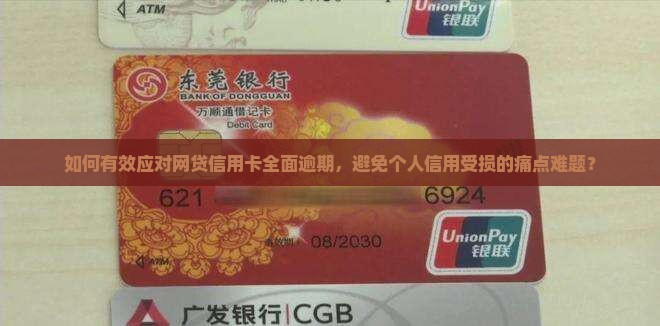 ATM
UnionPay
银联
东莞银行
BANK OF DONGGUAN
万顺通借记卡
Debit Card
如何有效应对网贷信用卡全面逾期，避免个人信用受损的痛点难题？
621 6924
有效期 08/2030
ATM
UnionPay
银联
广发银行|CGB